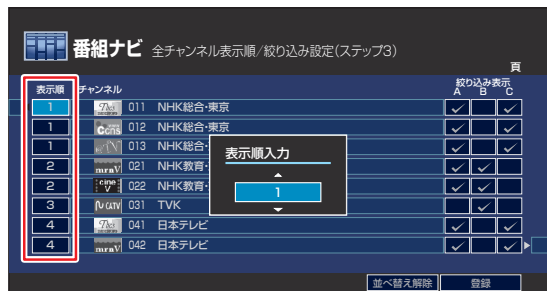 番組ナビ 全チャンネル表示順/絞り込み設定(ステップ3)
頁
表示順 チャンネル 絞り込み表示
A B C
1 011 NHK総合・東京
1 012 NHK総合・東京
1 013 NHK総合・
2 021 NHK教育・
2 022 NHK教育・
3 CATV 031 TVK
4 041 日本テレビ
4 042 日本テレビ
表示順入力
1
並べ替え解除 登録